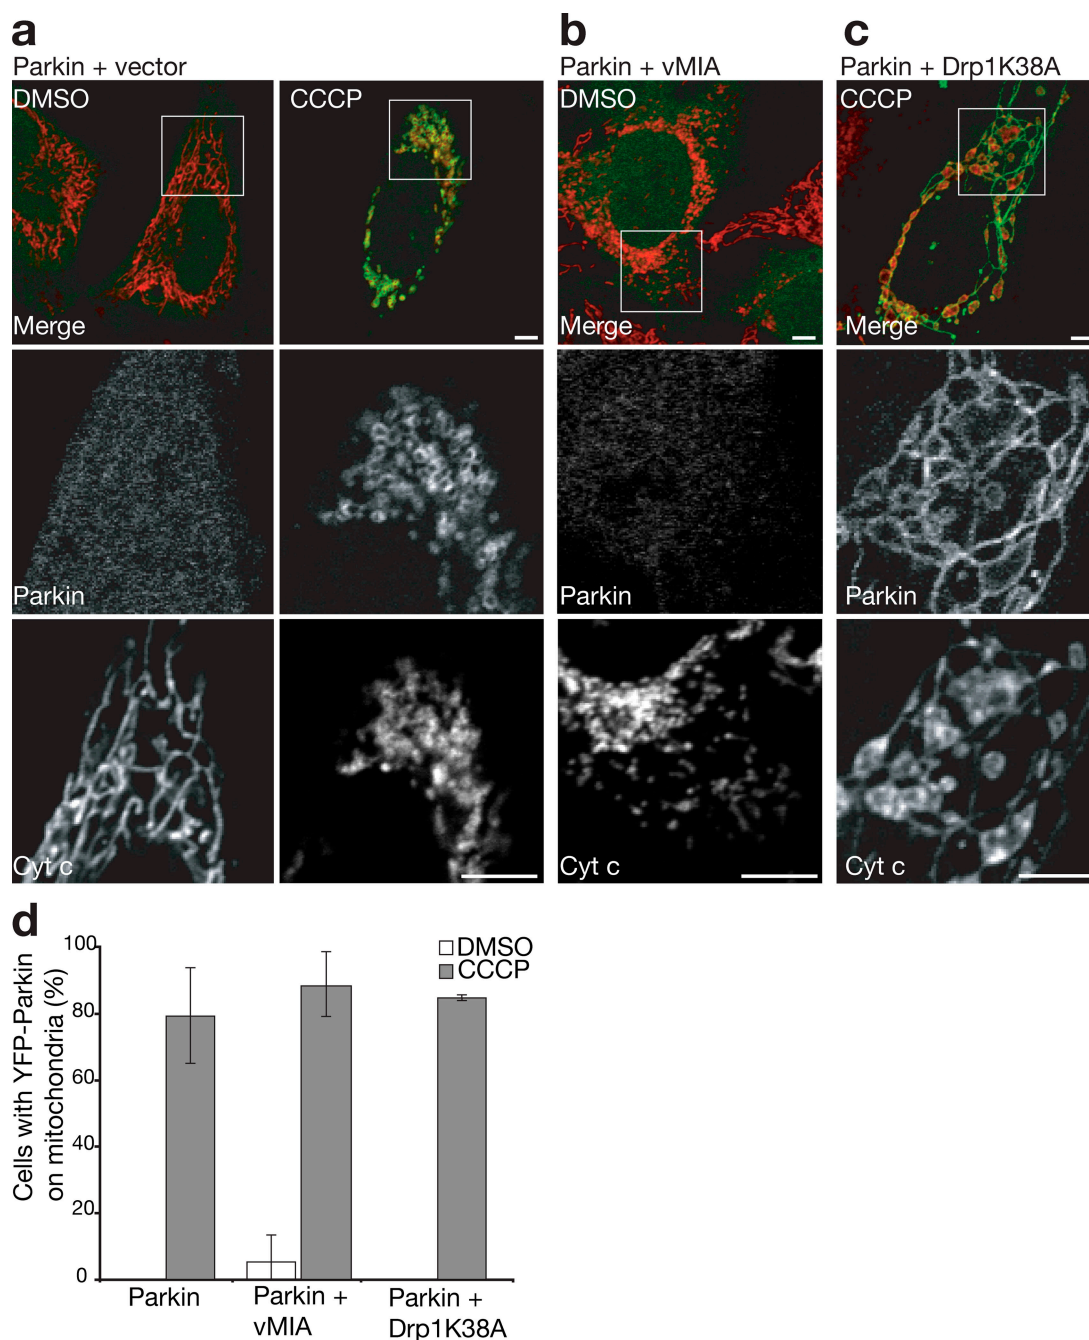 a
b
c
Parkin + vector
Parkin + vMIA
Parkin + Drp1K38A
DMSO
CCCP
DMSO
CCCP
Merge
Merge
Merge
Parkin
Parkin
Parkin
Cyt c
Cyt c
Cyt c
d
Cells with YFP-Parkin
on mitochondria (%)
100
80
60
40
20
0
DMSO
CCCP
Parkin
Parkin +
vMIA
Parkin +
Drp1K38A